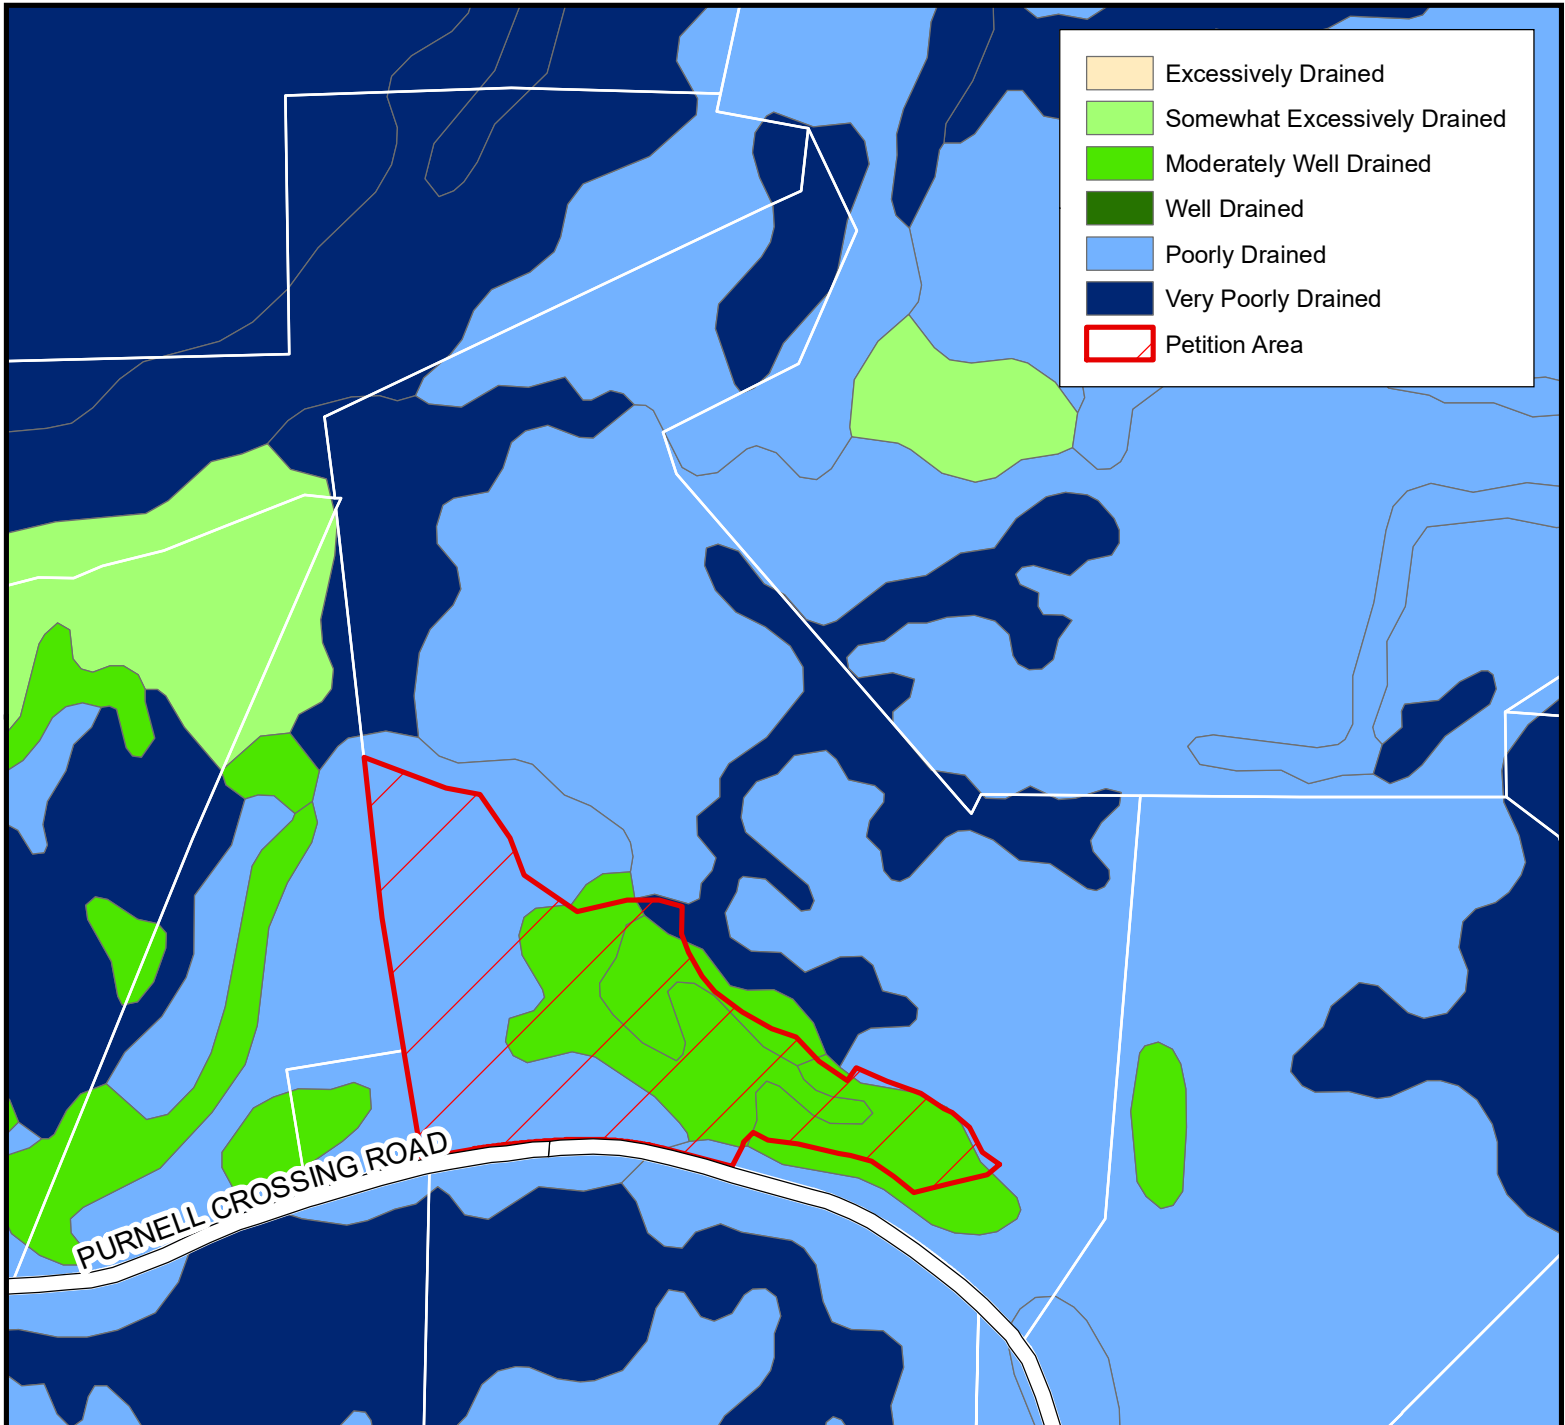 Excessively Drained
Somewhat Excessively Drained
Moderately Well Drained
Well Drained
Poorly Drained
Very Poorly Drained
Petition Area
PURNELL CROSSING ROAD